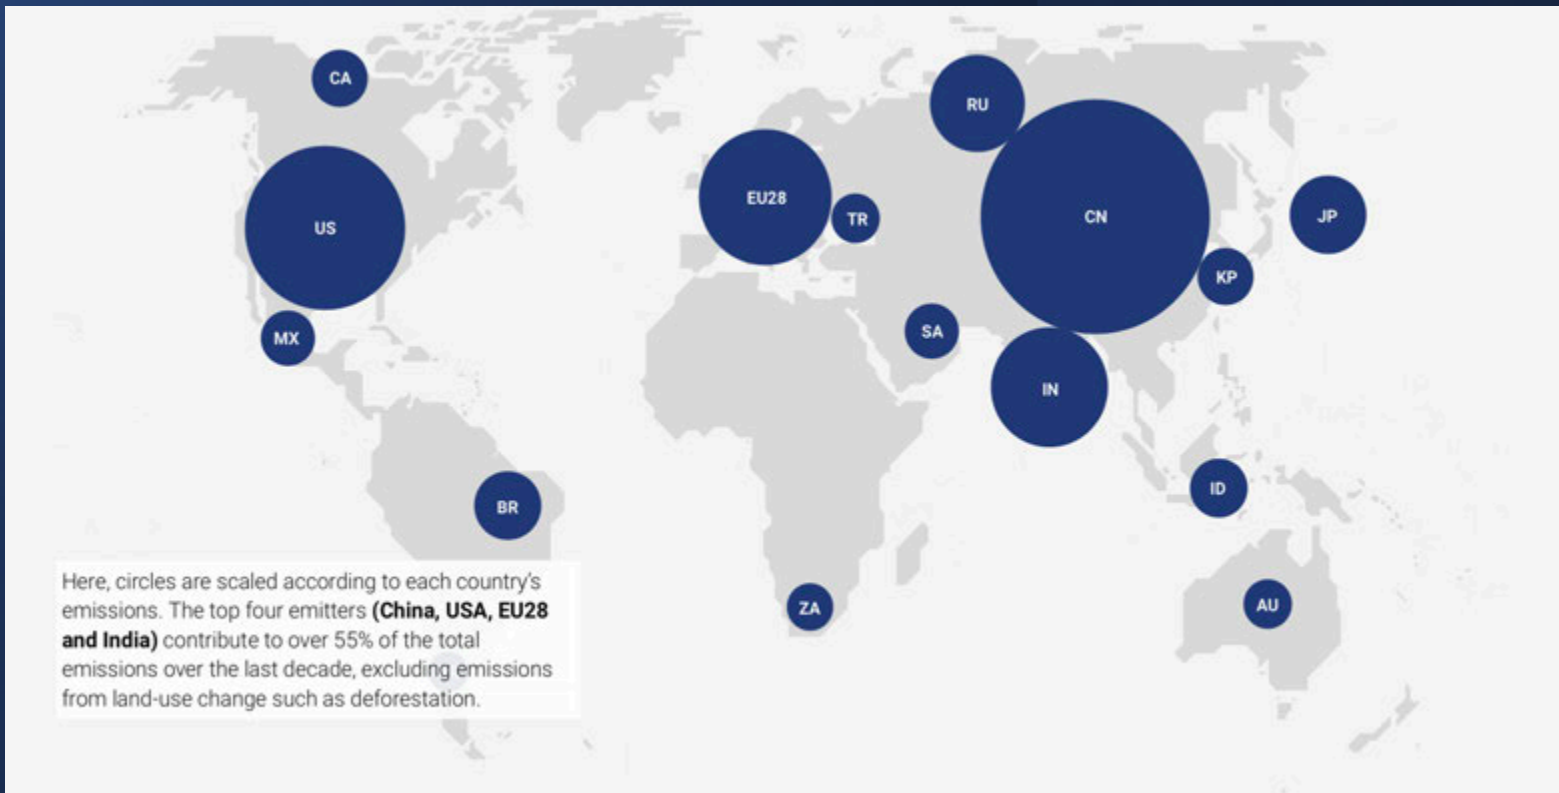 CA
RU
US
EU28
TR
CN
JP
KP
MX
SA
IN
BR
ID
ZA
AU
Here, circles are scaled according to each country's
emissions. The top four emitters (China, USA, EU28
and India) contribute to over 55% of the total
emissions over the last decade, excluding emissions
from land-use change such as deforestation.